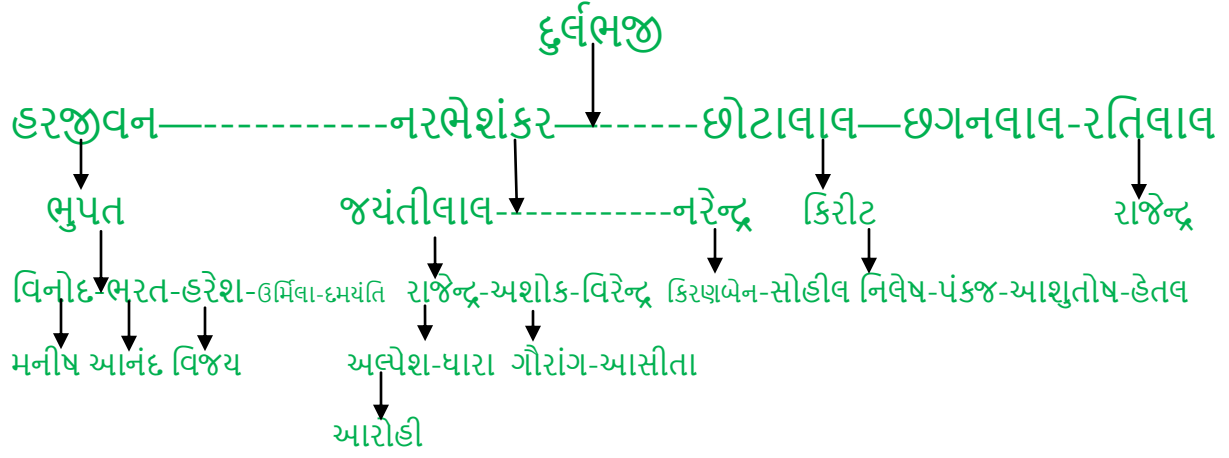 દુર્લભજી
હરજીવન-----------નરભેશંકર-------છોટાલાલ—છગનલાલ-રતિલાલ
ભુપત જયંતીલાલ-----------નરેન્દ્ર કિરીટ રાજેન્દ્ર
વિનોદ-ભરત-હરેશ-ઉર્મિલા-દમયંતિ રાજેન્દ્ર-અશોક-વિરેન્દ્ર કિરણબેન-સોહીલ નિલેષ-પંકજ-આશુતોષ-હેતલ
મનીષ આનંદ વિજય અલ્પેશ-ધારા ગૌરાંગ-આસીતા
આરોહી